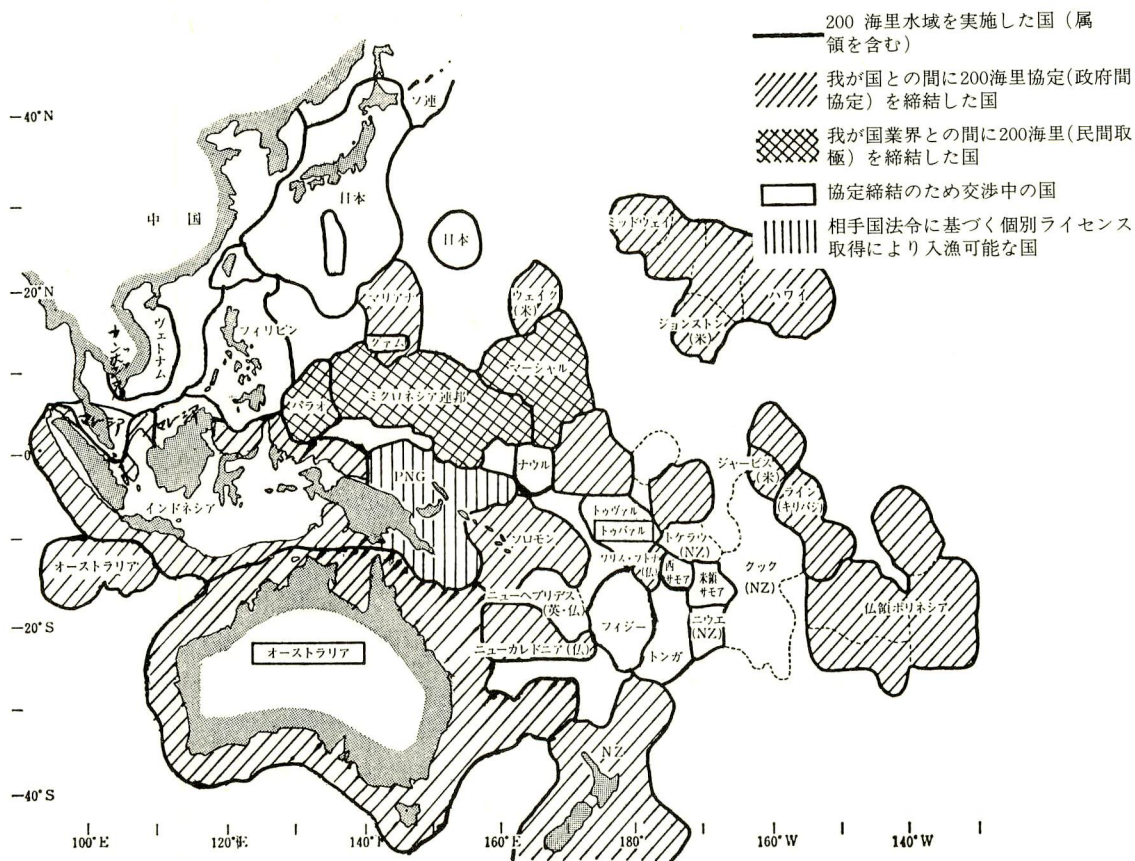 200 海里水域を実施した国（属
領を含む）
我が国との間に200海里協定(政府間
協定）を締結した国
我が国業界との間に200海里(民間取
極）を締結した国
協定締結のため交渉中の国
相手国法令に基づく個別ライセンス
取得により入漁可能な国
—40°N
ソ連
日本
中国
日本
ミッドウェイ
—20°N
マリアナ
ウェイク
(米)
ハワイ
ジョンストン
(米)
ヴェトナム
フィリピン
グァム
マーシャル
ミクロネシア連邦
パラオ
マレーシア
マレーシア
—0°
PNG
ナウル
ジャービス
(米)
ライン
(キリバシ)
インドネシア
トゥヴァル
トゥバァル
トケラウ
(NZ)
ソロモン
オーストラリア
ワリス・フトナ
(仏)
西
サモア
米領
サモア
クック
(NZ)
ニューヘブリデス
(英・仏)
仏領ポリネシア
—20°S
フィジー
ニウエ
(NZ)
ニューカレドニア(仏)
トンガ
オーストラリア
NZ
—40°S
100°E
120°E
140°E
160°E
180°
160°W
140°W